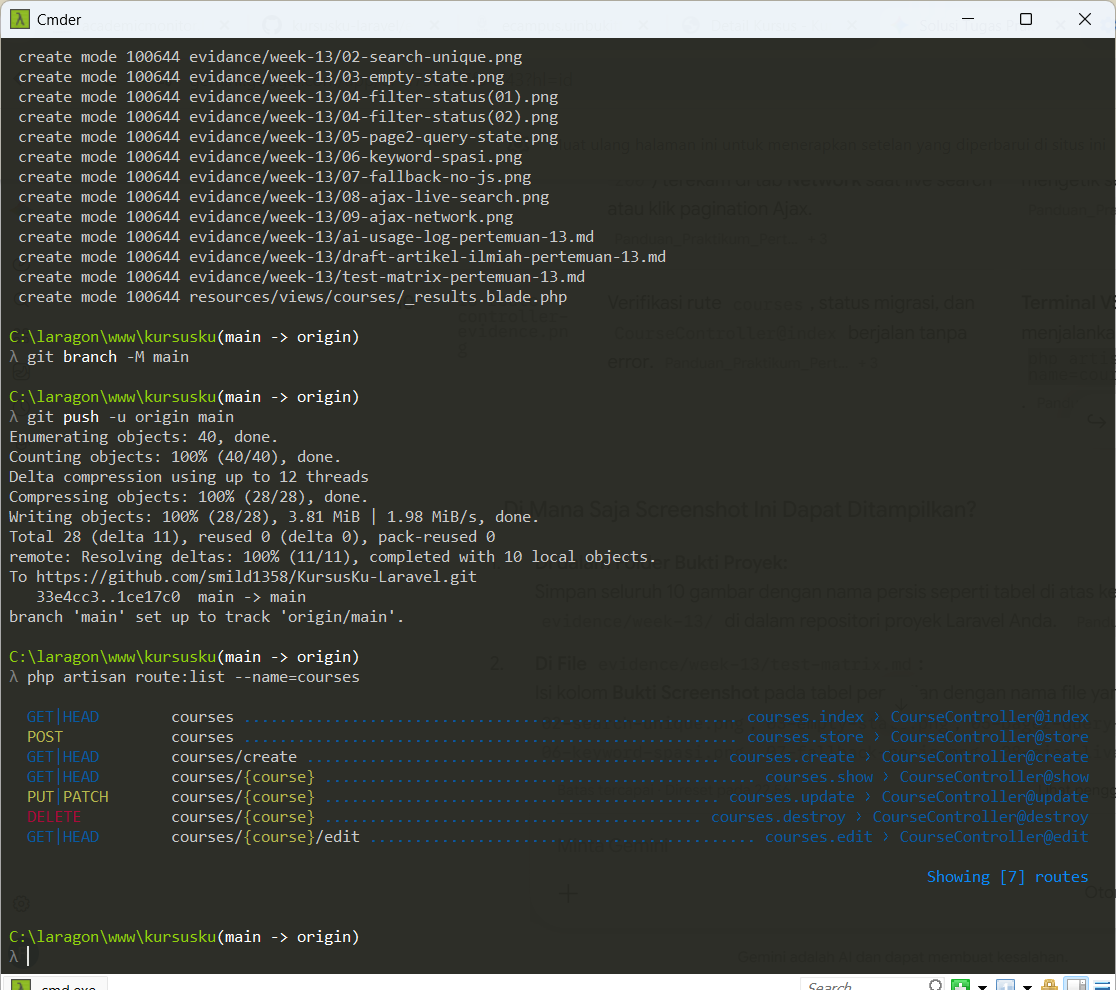 Cmder
create mode 100644 evidance/week-13/02-search-unique.png
create mode 100644 evidance/week-13/03-empty-state.png
create mode 100644 evidance/week-13/04-filter-status(01).png
create mode 100644 evidance/week-13/04-filter-status(02).png
create mode 100644 evidance/week-13/05-page2-query-state.png
create mode 100644 evidance/week-13/06-keyword-spasi.png
create mode 100644 evidance/week-13/07-fallback-no-js.png
create mode 100644 evidance/week-13/08-ajax-live-search.png
create mode 100644 evidance/week-13/09-ajax-network.png
create mode 100644 evidance/week-13/ai-usage-log-pertemuan-13.md
create mode 100644 evidance/week-13/draft-artikel-ilmiah-pertemuan-13.md
create mode 100644 evidance/week-13/test-matrix-pertemuan-13.md
create mode 100644 resources/views/courses/_results.blade.php
C:\laragon\www\kursusku(main -> origin)
λ git branch -M main
C:\laragon\www\kursusku(main -> origin)
λ git push -u origin main
Enumerating objects: 40, done.
Counting objects: 100% (40/40), done.
Delta compression using up to 12 threads
Compressing objects: 100% (28/28), done.
Writing objects: 100% (28/28), 3.81 MiB | 1.98 MiB/s, done.
Total 28 (delta 11), reused 0 (delta 0), pack-reused 0
remote: Resolving deltas: 100% (11/11), completed with 10 local objects.
To https://github.com/smild1358/KursusKu-Laravel.git
33e4cc3..1ce17c0  main -> main
branch 'main' set up to track 'origin/main'.
C:\laragon\www\kursusku(main -> origin)
λ php artisan route:list --name=courses
GET|HEAD courses ...................................................... courses.index › CourseController@index
POST courses ...................................................... courses.store › CourseController@store
GET|HEAD courses/create ............................................... courses.create › CourseController@create
GET|HEAD courses/{course} ................................................. courses.show › CourseController@show
PUT|PATCH courses/{course} ............................................. courses.update › CourseController@update
DELETE courses/{course} ........................................... courses.destroy › CourseController@destroy
GET|HEAD courses/{course}/edit ............................................ courses.edit › CourseController@edit
Showing [7] routes
C:\laragon\www\kursusku(main -> origin)
λ
cmd.exe
Search